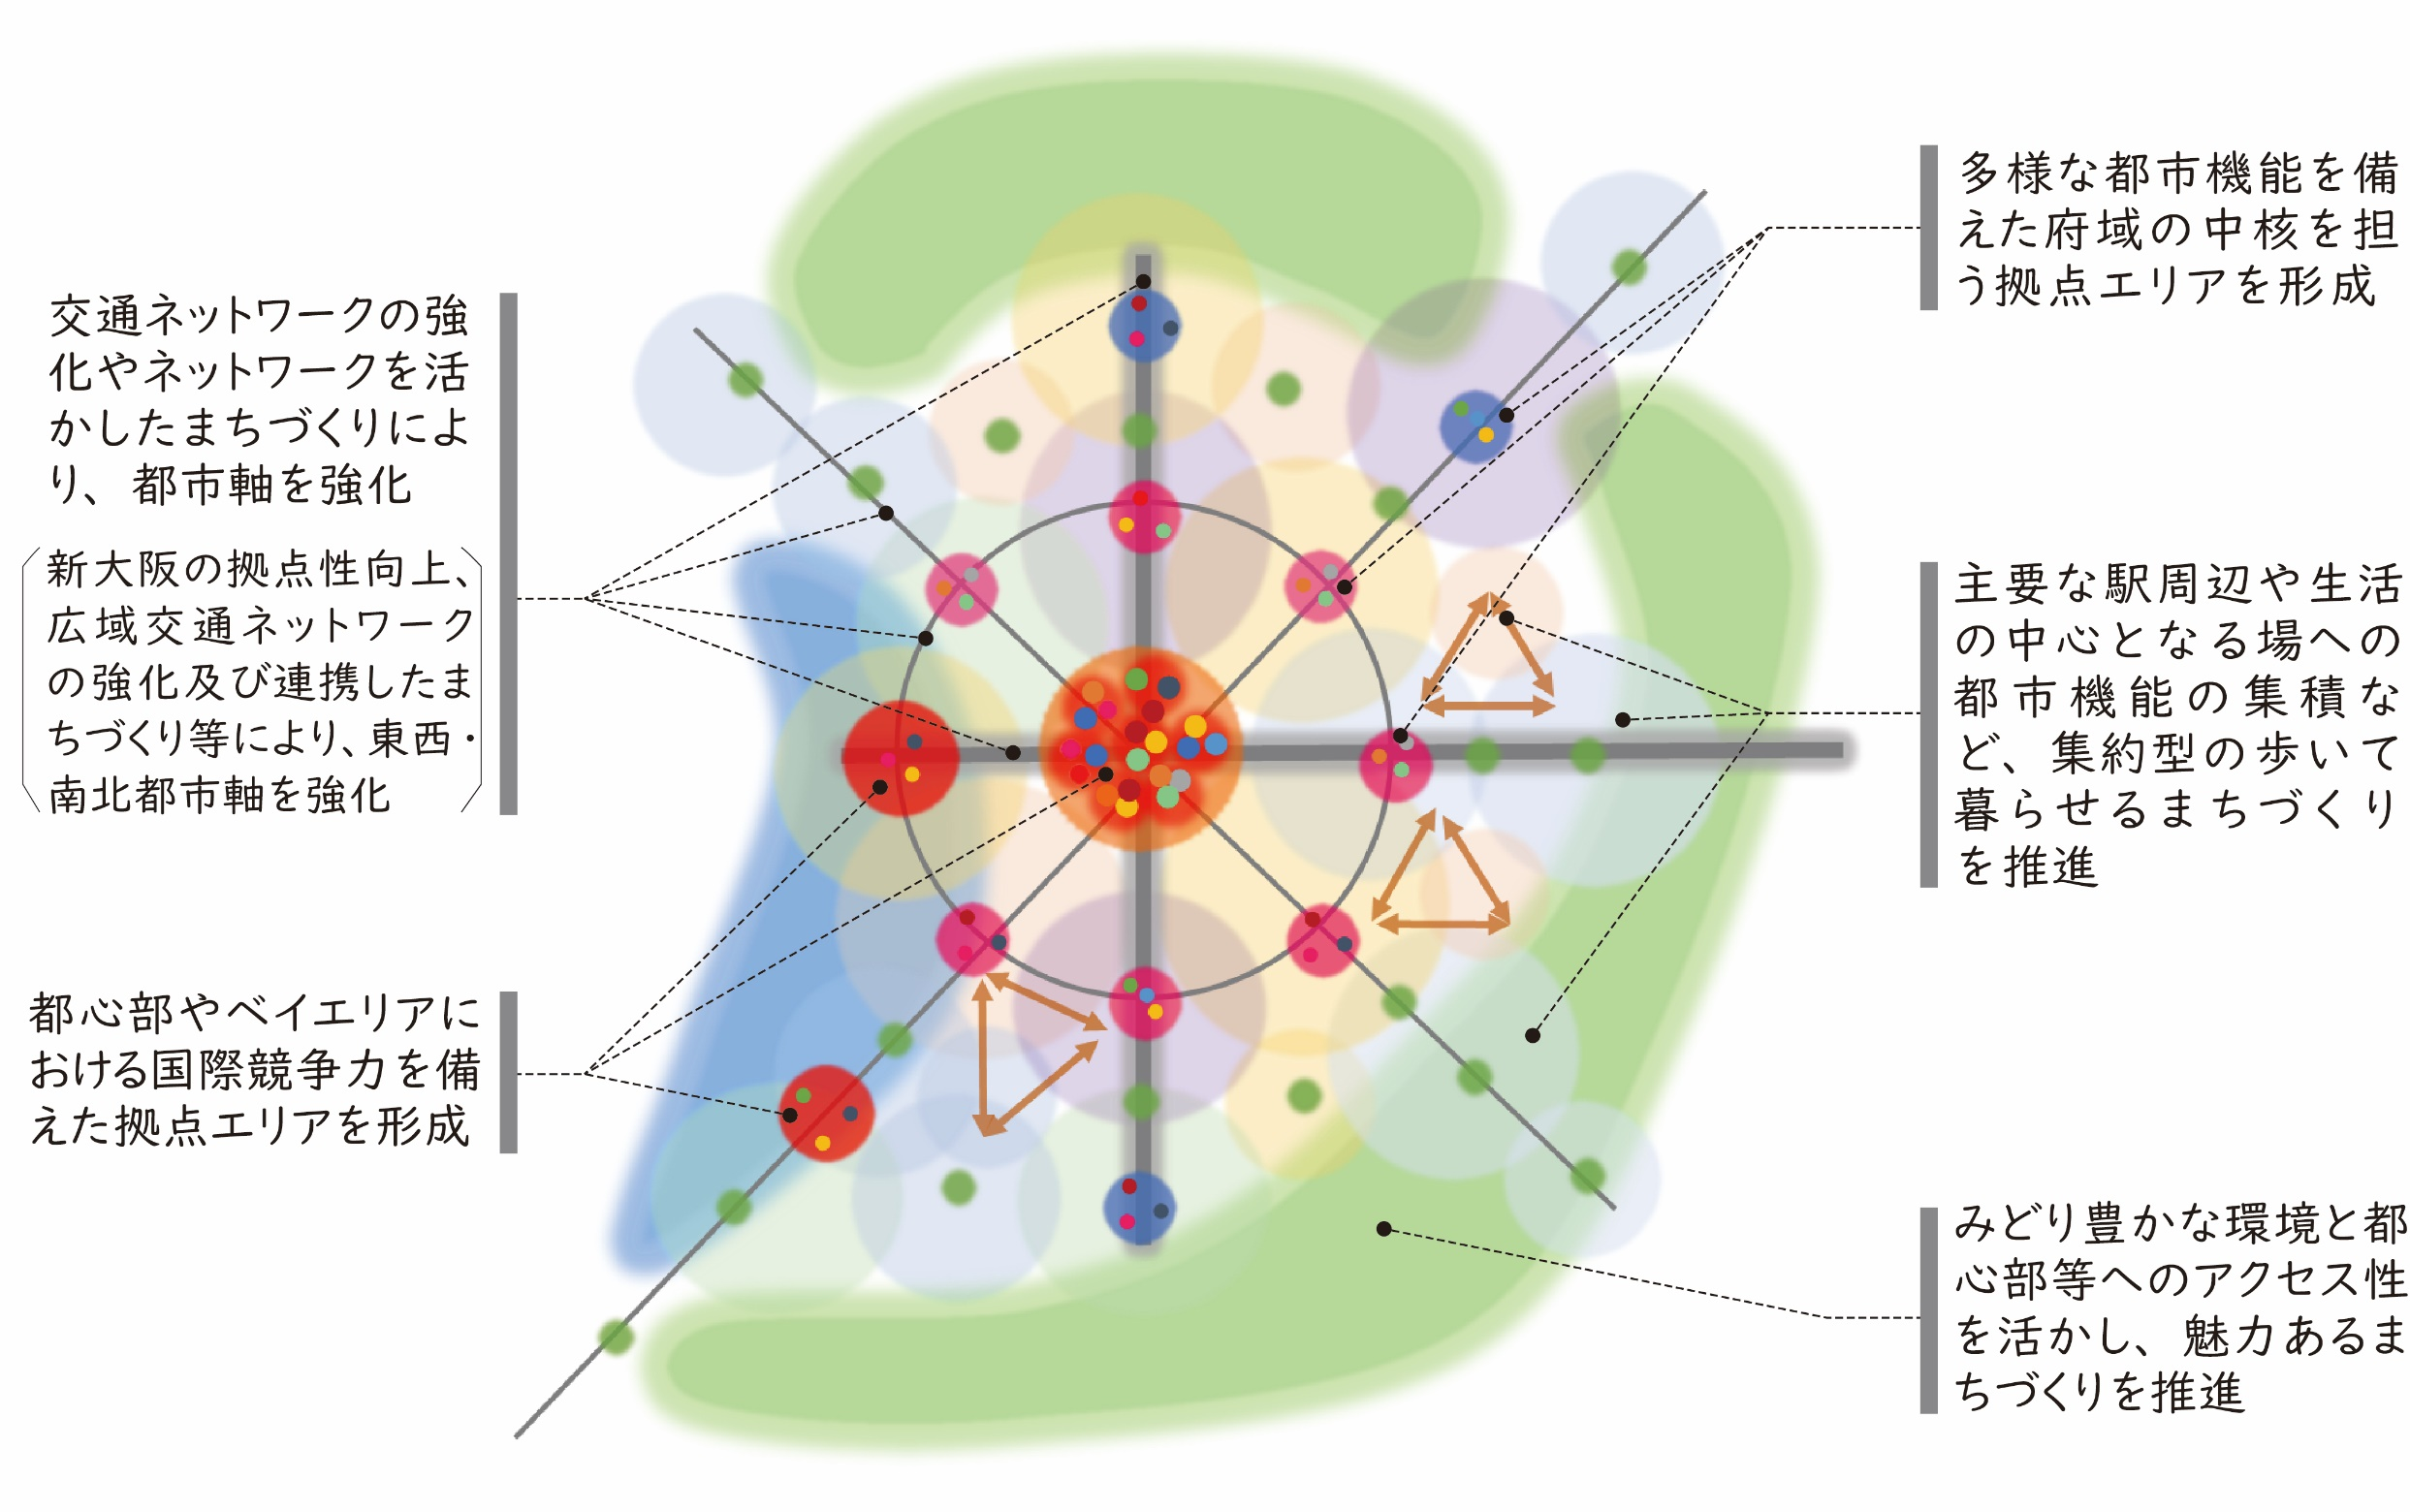 交通ネットワークの強
化やネットワークを活
かしたまちづくりによ
り、都市軸を強化
新大阪の拠点性向上、
広域交通ネットワーク
の強化及び連携したま
ちづくり等により、東西・
南北都市軸を強化
都心部やベイエリアに
おける国際競争力を備
えた拠点エリアを形成
多様な都市機能を備
えた府域の中核を担
う拠点エリアを形成
主要な駅周辺や生活
の中心となる場への
都市機能の集積な
ど、集約型の歩いて
暮らせるまちづくり
を推進
みどり豊かな環境と都
心部等へのアクセス性
を活かし、魅力あるま
ちづくりを推進